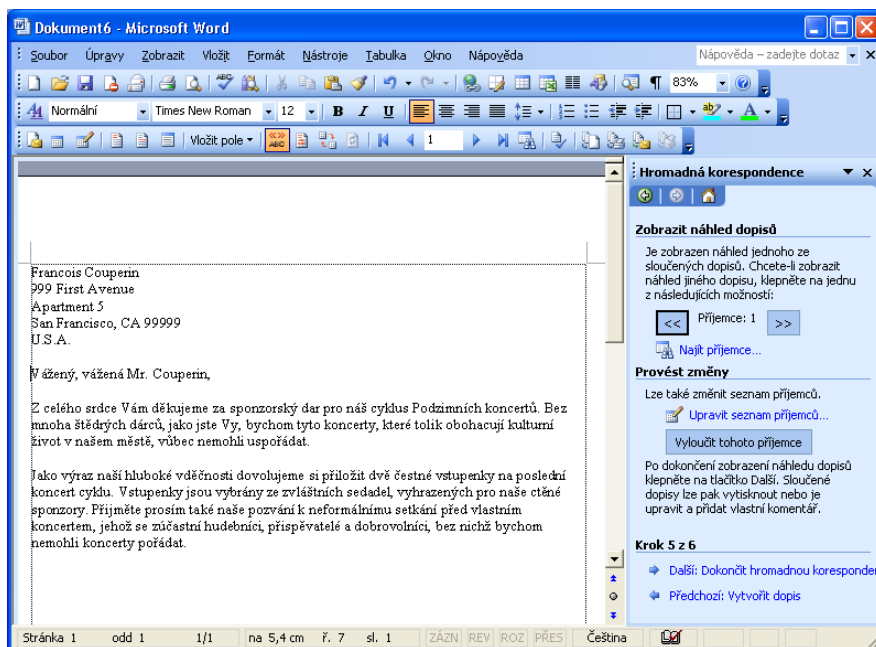 Dokument6 - Microsoft Word
Soubor Úpravy Zobrazit Vložit Formát Nástroje Tabulka Okno Nápověda Nápověda – zadejte dotaz
83%
Normální Times New Roman 12 B I U
Vložit pole 1
Hromadná korespondence
Zobrazit náhled dopisů
Je zobrazen náhled jednoho ze
sloučených dopisů. Chcete-li zobrazit
náhled jiného dopisu, klepněte na jednu
z následujících možností:
<< Příjemce: 1 >>
Najít příjemce...
Provést změny
Lze také změnit seznam příjemců.
Upravit seznam příjemců...
Vyloučit tohoto příjemce
Po dokončení zobrazení náhledu dopisů
klepněte na tlačítko Další. Sloučené
dopisy lze pak vytisknout nebo je
upravit a přidat vlastní komentář.
Krok 5 z 6
Další: Dokončit hromadnou koresponden
Předchozí: Vytvořit dopis
Francois Couperin
999 First Avenue
Apartment 5
San Francisco, CA 99999
U.S.A.
Vážený, vážená Mr. Couperin,
Z celého srdce Vám děkujeme za sponzorský dar pro náš cyklus Podzimních koncertů. Bez
mnoha štědrých dárců, jako jste Vy, bychom tyto koncerty, které tolik obohacují kulturní
život v našem městě, vůbec nemohli uspořádat.
Jako výraz naší hluboké vděčnosti dovolujeme si přiložit dvě čestné vstupenky na poslední
koncert cyklu. Vstupenky jsou vybrány ze zvláštních sedadel, vyhrazených pro naše ctěné
sponzory. Přijměte prosím také naše pozvání k neformálnímu setkání před vlastním
koncertem, jehož se zúčastní hudebníci, přispěvatelé a dobrovolníci, bez nichž bychom
nemohli koncerty pořádat.
Stránka 1 odd 1 1/1 na 5,4 cm ř. 7 sl. 1 ZÁZN REV ROZ PŘES Čeština